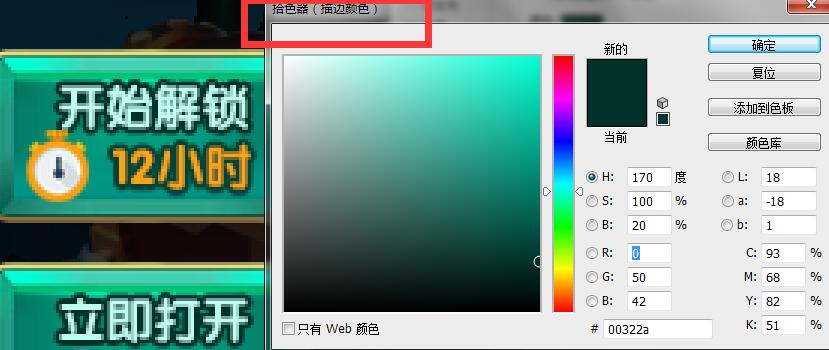 拾色器（描边颜色）
开始解锁
12小时
立即打开
新的
当前
确定
复位
添加到色板
颜色库
H: 170 度
S: 100 %
B: 20 %
R: 0
G: 50
B: 42
# 00322a
L: 18
a: -18
b: 1
C: 93 %
M: 68 %
Y: 82 %
K: 51 %
只有 Web 颜色